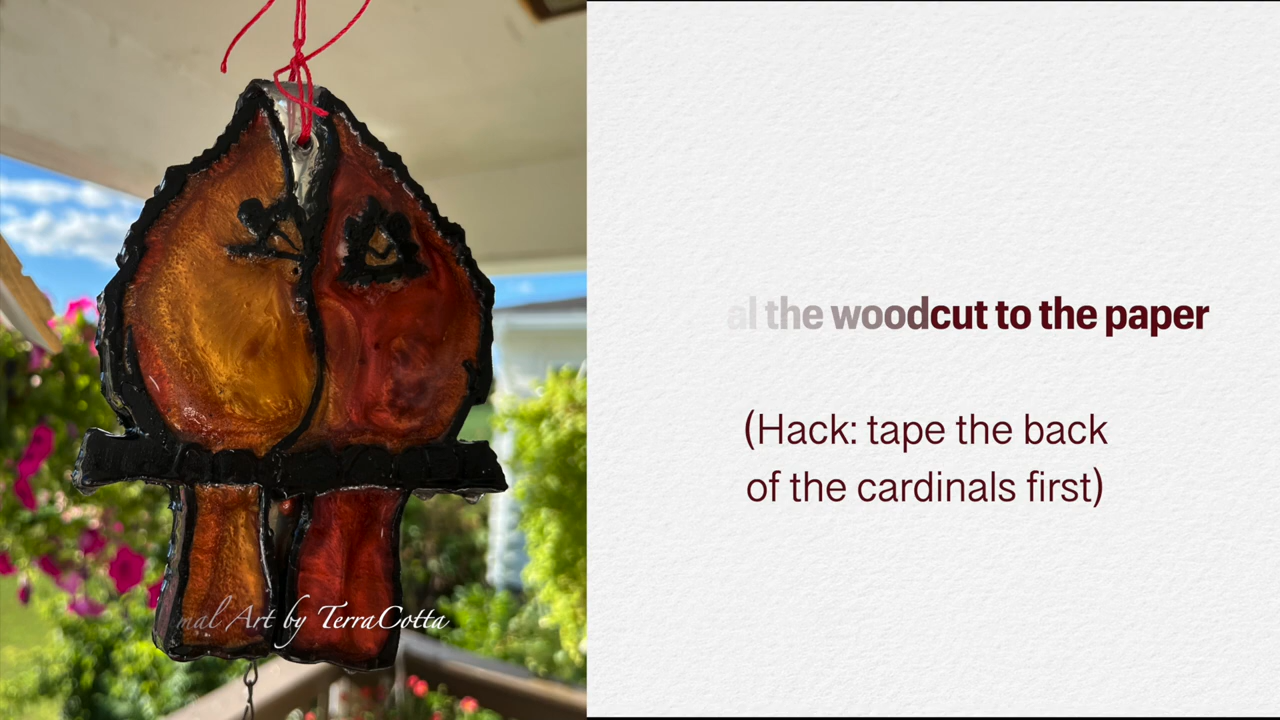 al the woodcut to the paper
(Hack: tape the back
of the cardinals first)
mal Art by TerraCotta